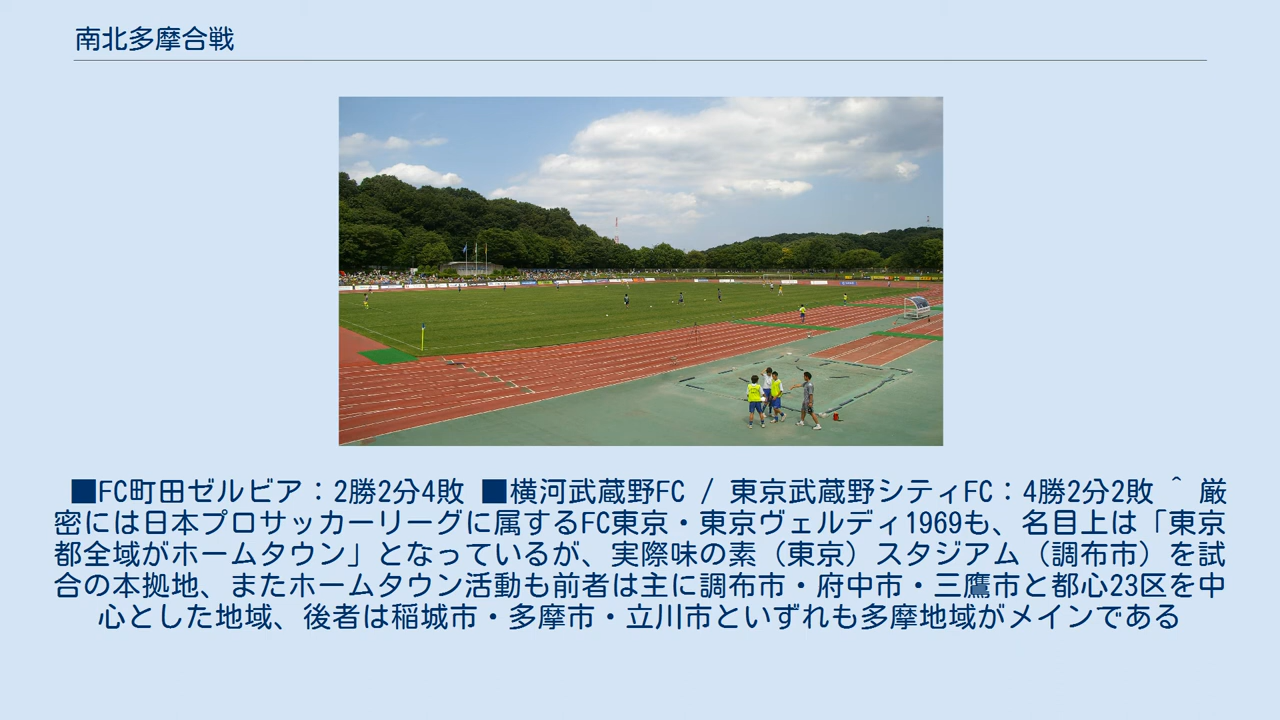 南北多摩合戦
■FC町田ゼルビア：2勝2分4敗 ■横河武蔵野FC / 東京武蔵野シティFC：4勝2分2敗 ^ 厳
密には日本プロサッカーリーグに属するFC東京・東京ヴェルディ1969も、名目上は「東京
都全域がホームタウン」となっているが、実際味の素（東京）スタジアム（調布市）を試
合の本拠地、またホームタウン活動も前者は主に調布市・府中市・三鷹市と都心23区を中
心とした地域、後者は稲城市・多摩市・立川市といずれも多摩地域がメインである